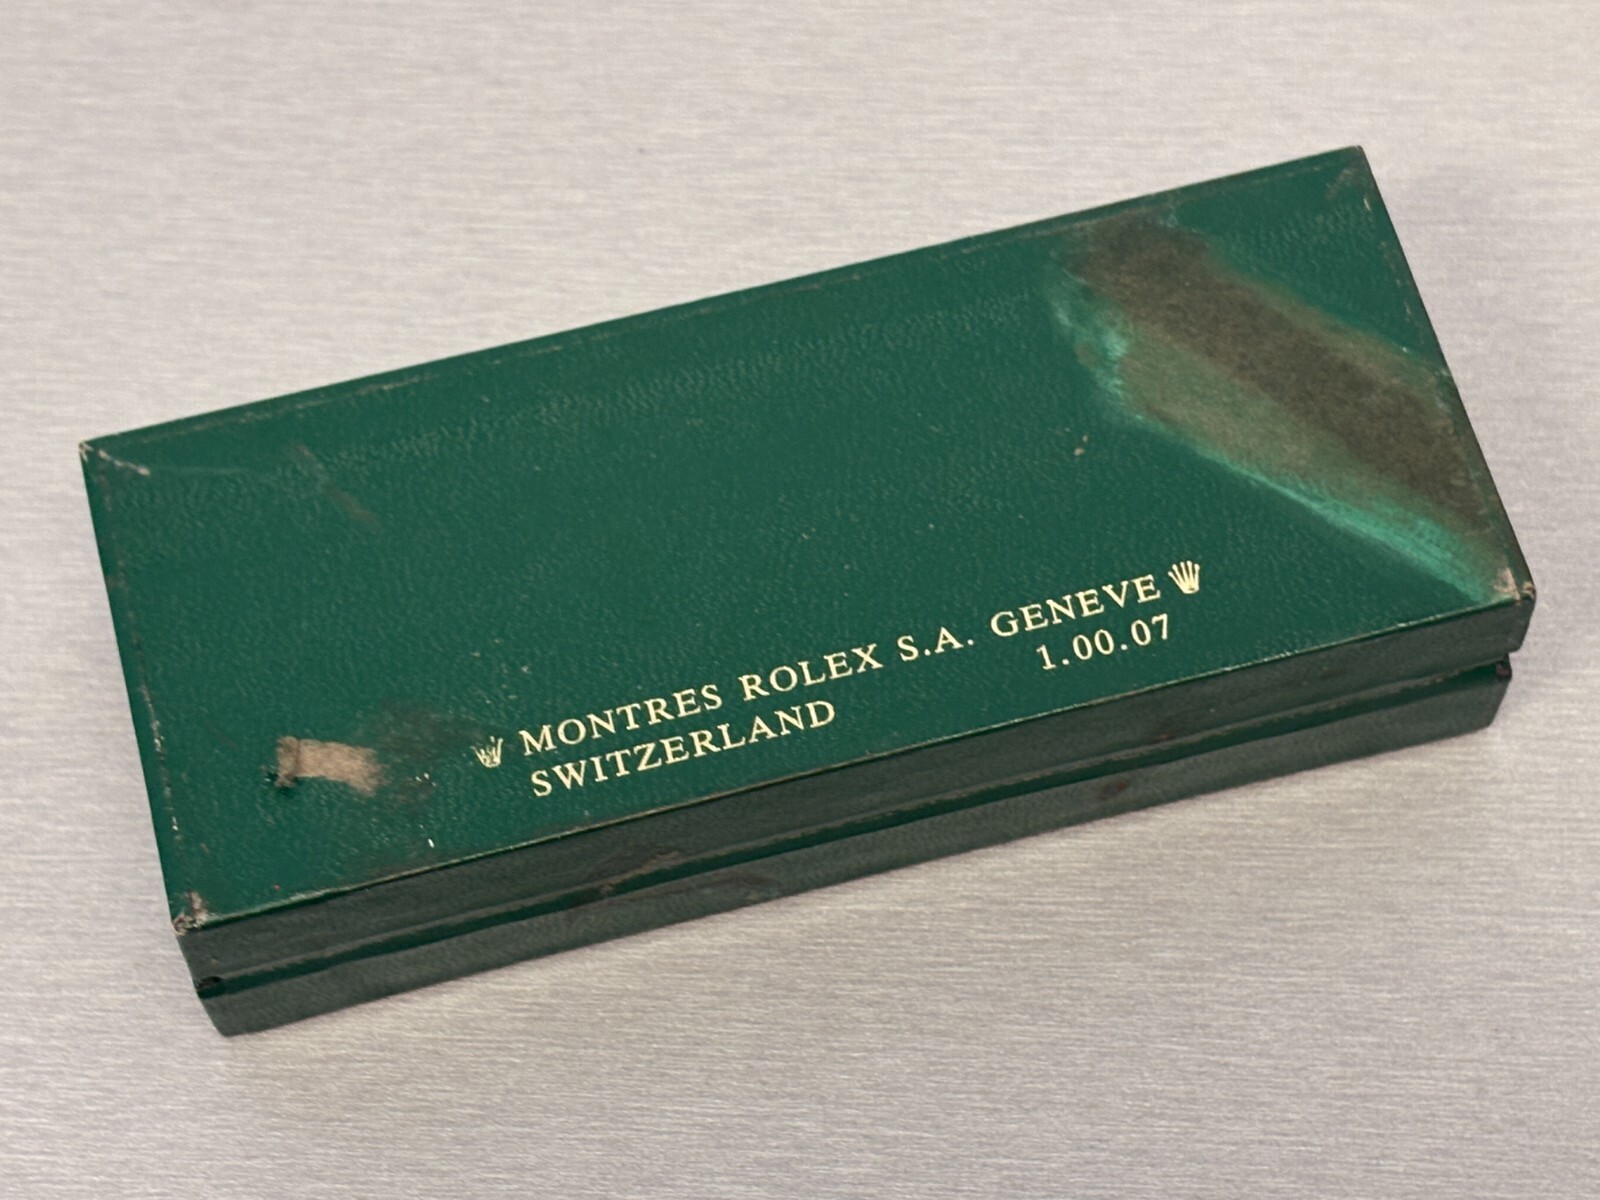 MONTRES ROLEX S.A. GENEVE
SWITZERLAND 1.00.07